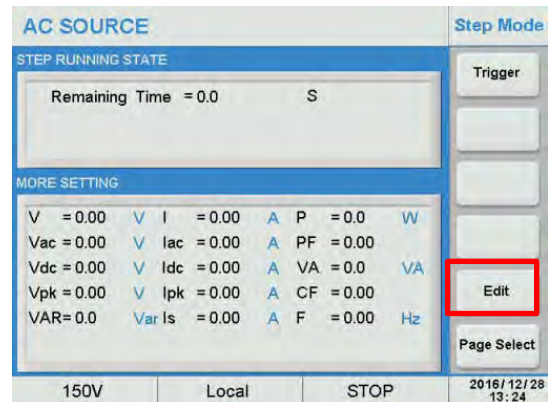 AC SOURCE
Step Mode
STEP RUNNING STATE
Remaining Time = 0.0 S
Trigger
MORE SETTING
V = 0.00 V I = 0.00 A P = 0.0 W
Vac = 0.00 V Iac = 0.00 A PF = 0.00
Vdc = 0.00 V Idc = 0.00 A VA = 0.0 VA
Vpk = 0.00 V Ipk = 0.00 A CF = 0.00
VAR= 0.0 Var Is = 0.00 A F = 0.00 Hz
Edit
Page Select
150V Local STOP 2016/12/28
13:24